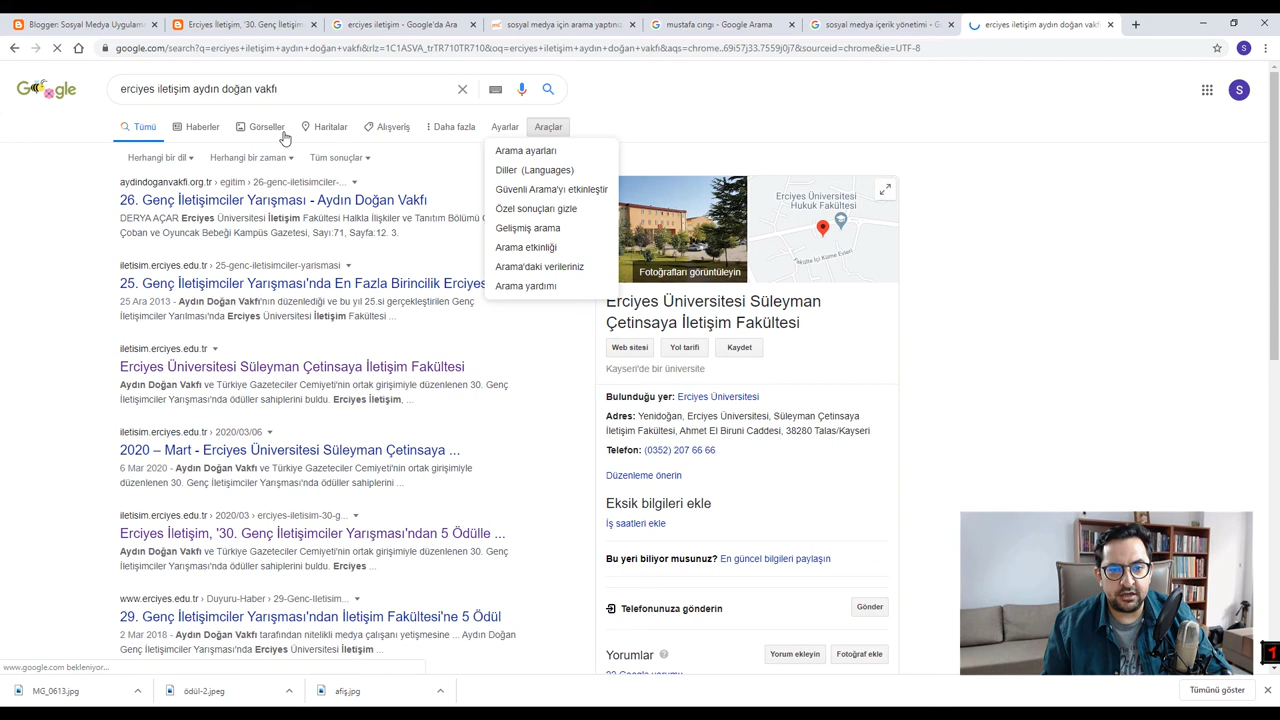 Blogger: Sosyal Medya Uygulam
Erciyes İletişim, '30. Genç İletişim
erciyes iletişim - Google'da Ara
sosyal medya için arama yaptınız
mustafa cıngı - Google Arama
sosyal medya içerik yönetimi - G
erciyes iletişim aydın doğan vakf
google.com/search?q=erciyes+iletişim+aydın+doğan+vakfı&rlz=1C1ASVA_trTR710TR710&oq=erciyes+iletişim+aydın+doğan+vakfı&aqs=chrome..69i57j33.7559j0j7&sourceid=chrome&ie=UTF-8
S
Google
erciyes iletişim aydın doğan vakfı
S
Tümü
Haberler
Görseller
Haritalar
Alışveriş
Daha fazla
Ayarlar
Araçlar
Herhangi bir dil
Herhangi bir zaman
Tüm sonuçlar
Arama ayarları
Diller (Languages)
Güvenli Arama'yı etkinleştir
Özel sonuçları gizle
Gelişmiş arama
Arama etkinliği
Arama'daki verileriniz
Arama yardımı
aydindoganvakfi.org.tr › egitim › 26-genc-iletisimciler-...
26. Genç İletişimciler Yarışması - Aydın Doğan Vakfı
DERYA AÇAR Erciyes Üniversitesi İletişim Fakültesi Halkla İlişkiler ve Tanıtım Bölümü
Çoban ve Oyuncak Bebeği Kampüs Gazetesi, Sayı:71, Sayfa:12. 3.
iletisim.erciyes.edu.tr › 25-genc-iletisimciler-yarismasi
25. Genç İletişimciler Yarışması'nda En Fazla Birincilik Erciyes
25 Ara 2013 - Aydın Doğan Vakfı'nın düzenlediği ve bu yıl 25.si gerçekleştirilen Genç
İletişimciler Yarılması'nda Erciyes Üniversitesi İletişim Fakültesi ...
iletisim.erciyes.edu.tr
Erciyes Üniversitesi Süleyman Çetinsaya İletişim Fakültesi
Aydın Doğan Vakfı ve Türkiye Gazeteciler Cemiyeti'nin ortak girişimiyle düzenlenen 30. Genç
İletişimciler Yarışması'nda ödüller sahiplerini buldu. Erciyes İletişim, ...
iletisim.erciyes.edu.tr › 2020/03/06
2020 – Mart - Erciyes Üniversitesi Süleyman Çetinsaya ...
6 Mar 2020 - Aydın Doğan Vakfı ve Türkiye Gazeteciler Cemiyeti'nin ortak girişimiyle
düzenlenen 30. Genç İletişimciler Yarışması'nda ödüller sahiplerini ...
iletisim.erciyes.edu.tr › 2020/03 › erciyes-iletisim-30-g...
Erciyes İletişim, '30. Genç İletişimciler Yarışması'ndan 5 Ödülle ...
Aydın Doğan Vakfı ve Türkiye Gazeteciler Cemiyeti'nin ortak girişimiyle düzenlenen 30. Genç
İletişimciler Yarışması'nda ödüller sahiplerini buldu. Erciyes ...
www.erciyes.edu.tr › Duyuru-Haber › 29-Genc-Iletisim...
29. Genç İletişimciler Yarışması'ndan İletişim Fakültesi'ne 5 Ödül
2 Mar 2018 - Aydın Doğan Vakfı tarafından nitelikli medya çalışanı yetişmesine ... Aydın Doğan
Vakfı'nın Genç İletişimciler Yarışması'nda Erciyes Üniversitesi İletişim ...
Fotoğrafları görüntüleyin
Erciyes Üniversitesi
Hukuk Fakültesi
Külte İçi Kame Evleri
Erciyes Üniversitesi Süleyman
Çetinsaya İletişim Fakültesi
Web sitesi
Yol tarifi
Kaydet
Kayseri'de bir üniversite
Bulunduğu yer: Erciyes Üniversitesi
Adres: Yenidoğan, Erciyes Üniversitesi, Süleyman Çetinsaya
İletişim Fakültesi, Ahmet El Biruni Caddesi, 38280 Talas/Kayseri
Telefon: (0352) 207 66 66
Düzenleme önerin
Eksik bilgileri ekle
İş saatleri ekle
Bu yeri biliyor musunuz? En güncel bilgileri paylaşın
Telefonunuza gönderin
Gönder
Yorumlar
Yorum ekleyin
Fotoğraf ekle
22 Google yorumu
www.google.com bekleniyor...
MG_0613.jpg
ödül-2.jpeg
afiş.jpg
Tümünü göster
1